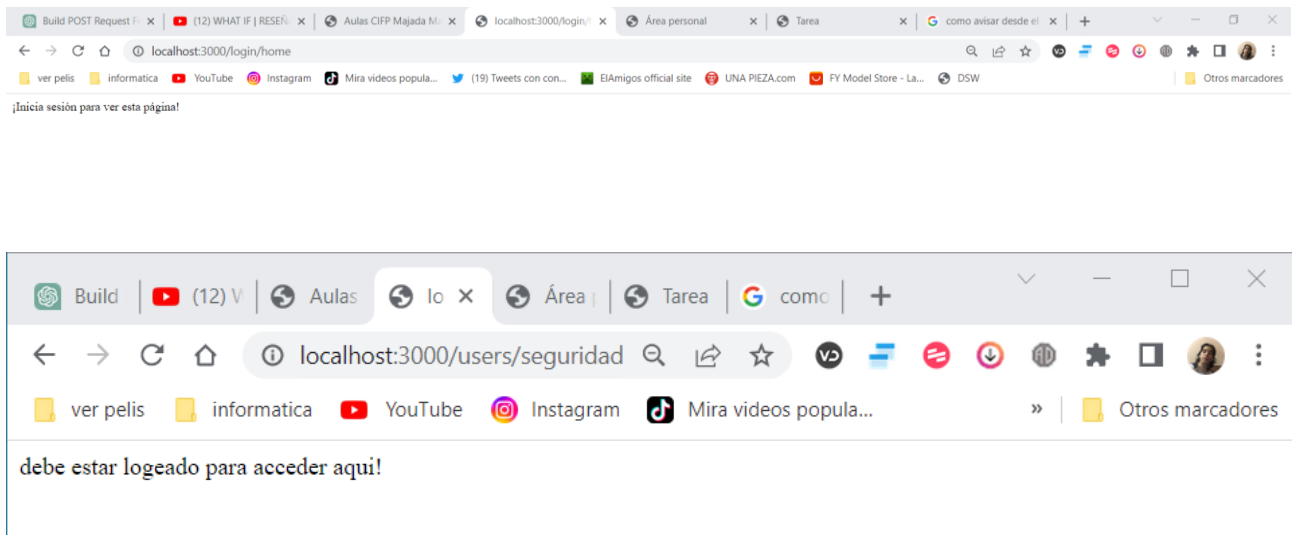 Build POST Request F (12) WHAT IF | RESEÑ Aulas CIFP Majada M localhost:3000/login/ Área personal Tarea como avisar desde el
localhost:3000/login/home
ver pelis informatica YouTube Instagram Mira videos popula... (19) Tweets con con... ElAmigos official site UNA PIEZA.com FY Model Store - La... DSW Otros marcadores
¡Inicia sesión para ver esta página!
Build (12) W Aulas lo Área Tarea como
localhost:3000/users/seguridad
ver pelis informatica YouTube Instagram Mira videos popula... » Otros marcadores
debe estar logeado para acceder aqui!